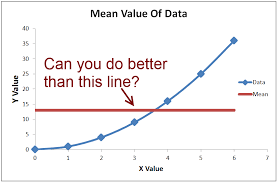 Mean Value Of Data
40
35
30
25
20
15
10
5
0
Y Value
Can you do better
than this line?
Data
Mean
0 1 2 3 4 5 6 7
X Value